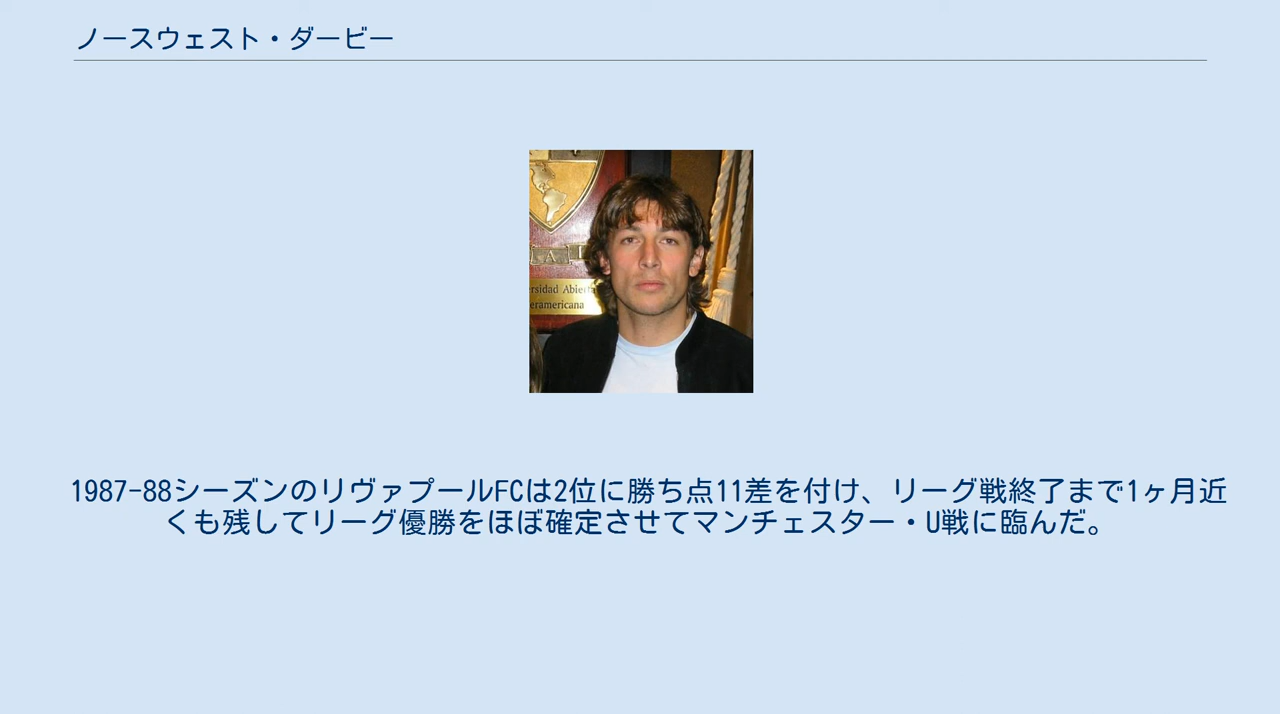 ノースウェスト・ダービー
rsidad Abiert
eramericana
1987-88シーズンのリヴァプールFCは2位に勝ち点11差を付け、リーグ戦終了まで1ヶ月近
くも残してリーグ優勝をほぼ確定させてマンチェスター・U戦に臨んだ。